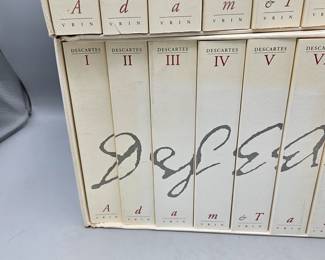 A d a m & T
VRIN VRIN VRIN VRIN VRIN VRIN
DESCARTES DESCARTES DESCARTES DESCARTES DESCARTES
I II III IV V
A d a m & T a
VRIN VRIN VRIN VRIN VRIN